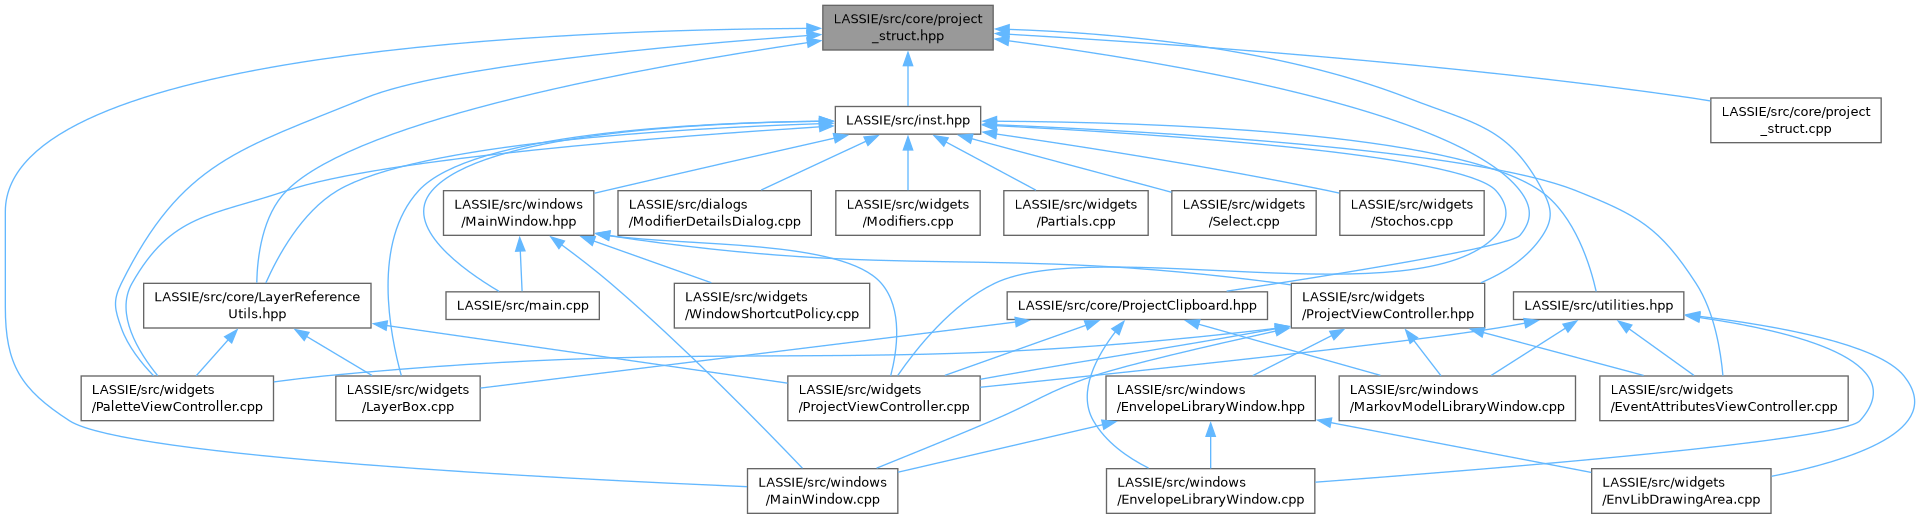 LASSIE/src/core/project
_struct.hpp
LASSIE/src/inst.hpp
LASSIE/src/core/project
_struct.cpp
LASSIE/src/windows
/MainWindow.hpp
LASSIE/src/dialogs
/ModifierDetailsDialog.cpp
LASSIE/src/widgets
/Modifiers.cpp
LASSIE/src/widgets
/Partials.cpp
LASSIE/src/widgets
/Select.cpp
LASSIE/src/widgets
/Stochos.cpp
LASSIE/src/core/LayerReference
Utils.hpp
LASSIE/src/main.cpp
LASSIE/src/widgets
/WindowShortcutPolicy.cpp
LASSIE/src/core/ProjectClipboard.hpp
LASSIE/src/widgets
/ProjectViewController.hpp
LASSIE/src/utilities.hpp
LASSIE/src/widgets
/PaletteViewController.cpp
LASSIE/src/widgets
/LayerBox.cpp
LASSIE/src/widgets
/ProjectViewController.cpp
LASSIE/src/windows
/EnvelopeLibraryWindow.hpp
LASSIE/src/windows
/MarkovModelLibraryWindow.cpp
LASSIE/src/widgets
/EventAttributesViewController.cpp
LASSIE/src/windows
/MainWindow.cpp
LASSIE/src/windows
/EnvelopeLibraryWindow.cpp
LASSIE/src/widgets
/EnvLibDrawingArea.cpp